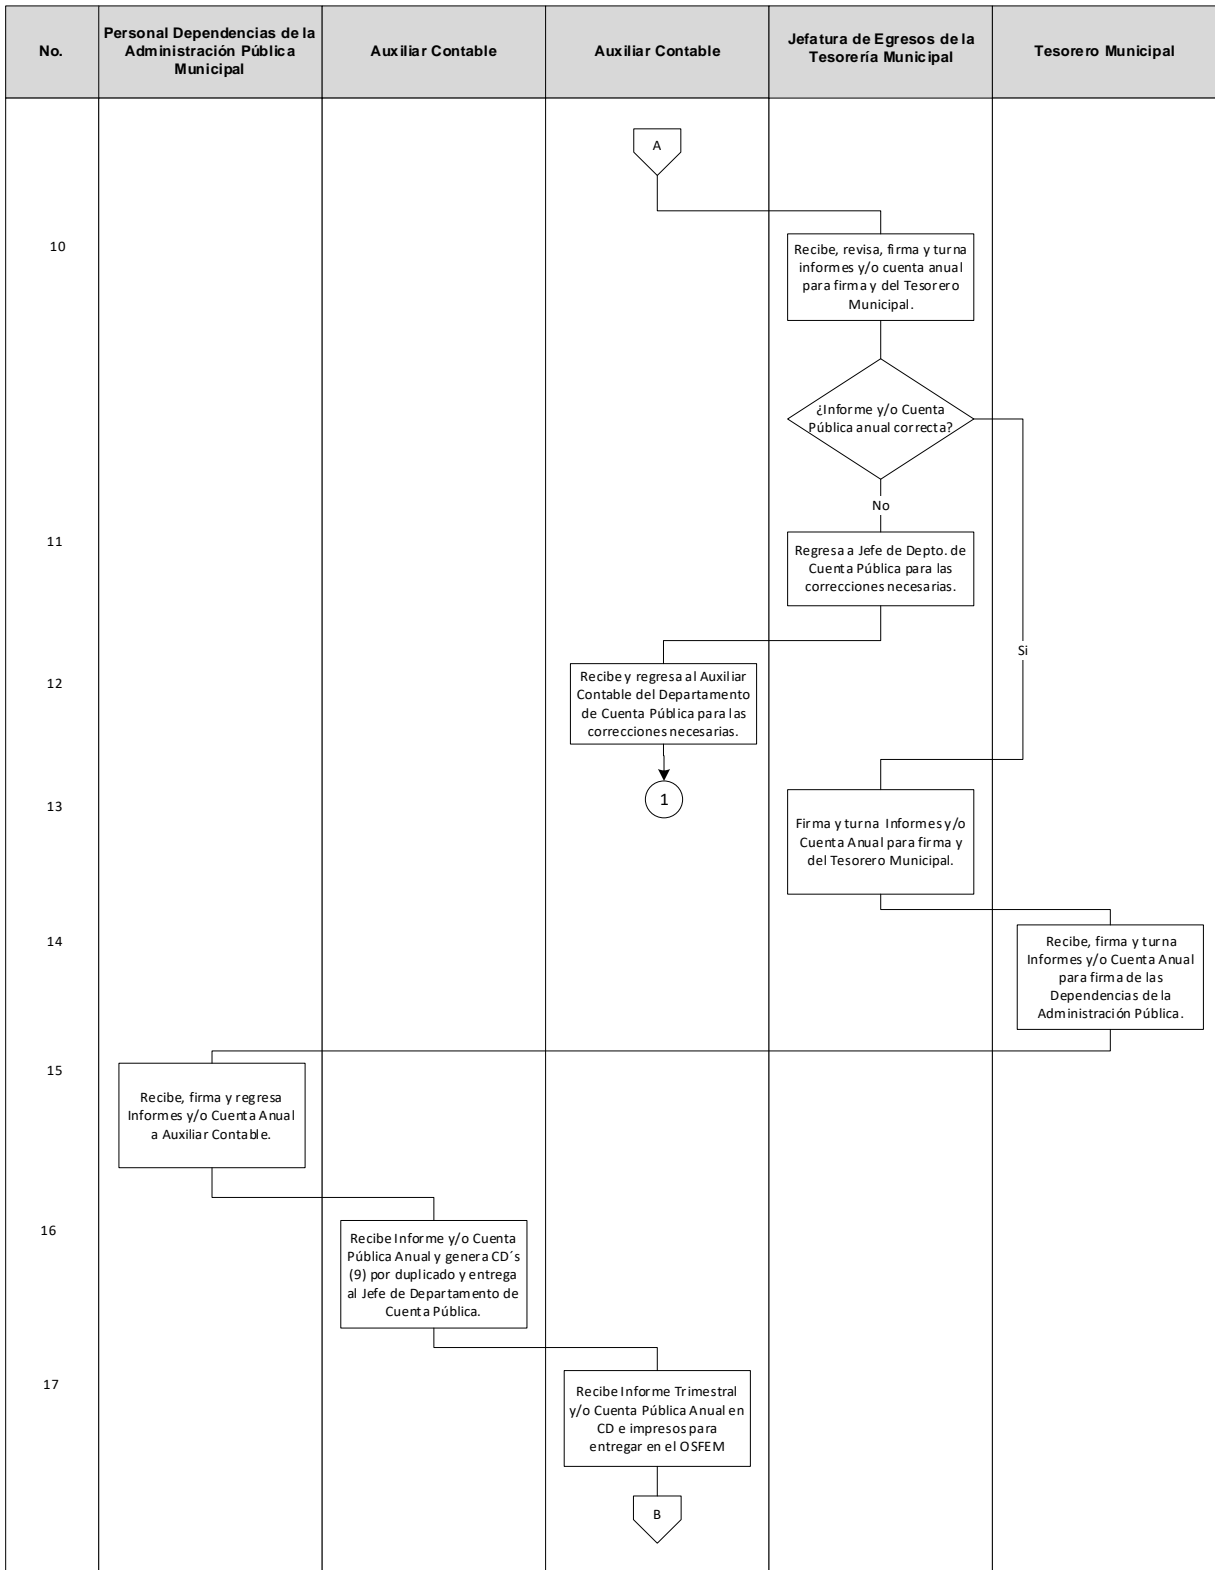 No.
Personal Dependencias de la
Administración Pública
Municipal
Auxiliar Contable
Auxiliar Contable
Jefatura de Egresos de la
Tesorería Municipal
Tesorero Municipal
A
10
Recibe, revisa, firma y turna
informes y/o cuenta anual
para firma y del Tesorero
Municipal.
¿Informe y/o Cuenta
Pública anual correcta?
No
11
Regresa a Jefe de Depto. de
Cuenta Pública para las
correcciones necesarias.
Si
12
Recibe y regresa al Auxiliar
Contable del Departamento
de Cuenta Pública para las
correcciones necesarias.
1
13
Firma y turna Informes y/o
Cuenta Anual para firma y
del Tesorero Municipal.
14
Recibe, firma y turna
Informes y/o Cuenta Anual
para firma de las
Dependencias de la
Administración Pública.
15
Recibe, firma y regresa
Informes y/o Cuenta Anual
a Auxiliar Contable.
16
Recibe Informe y/o Cuenta
Pública Anual y genera CD´s
(9) por duplicado y entrega
al Jefe de Departamento de
Cuenta Pública.
17
Recibe Informe Trimestral
y/o Cuenta Pública Anual en
CD e impresos para
entregar en el OSFEM
B